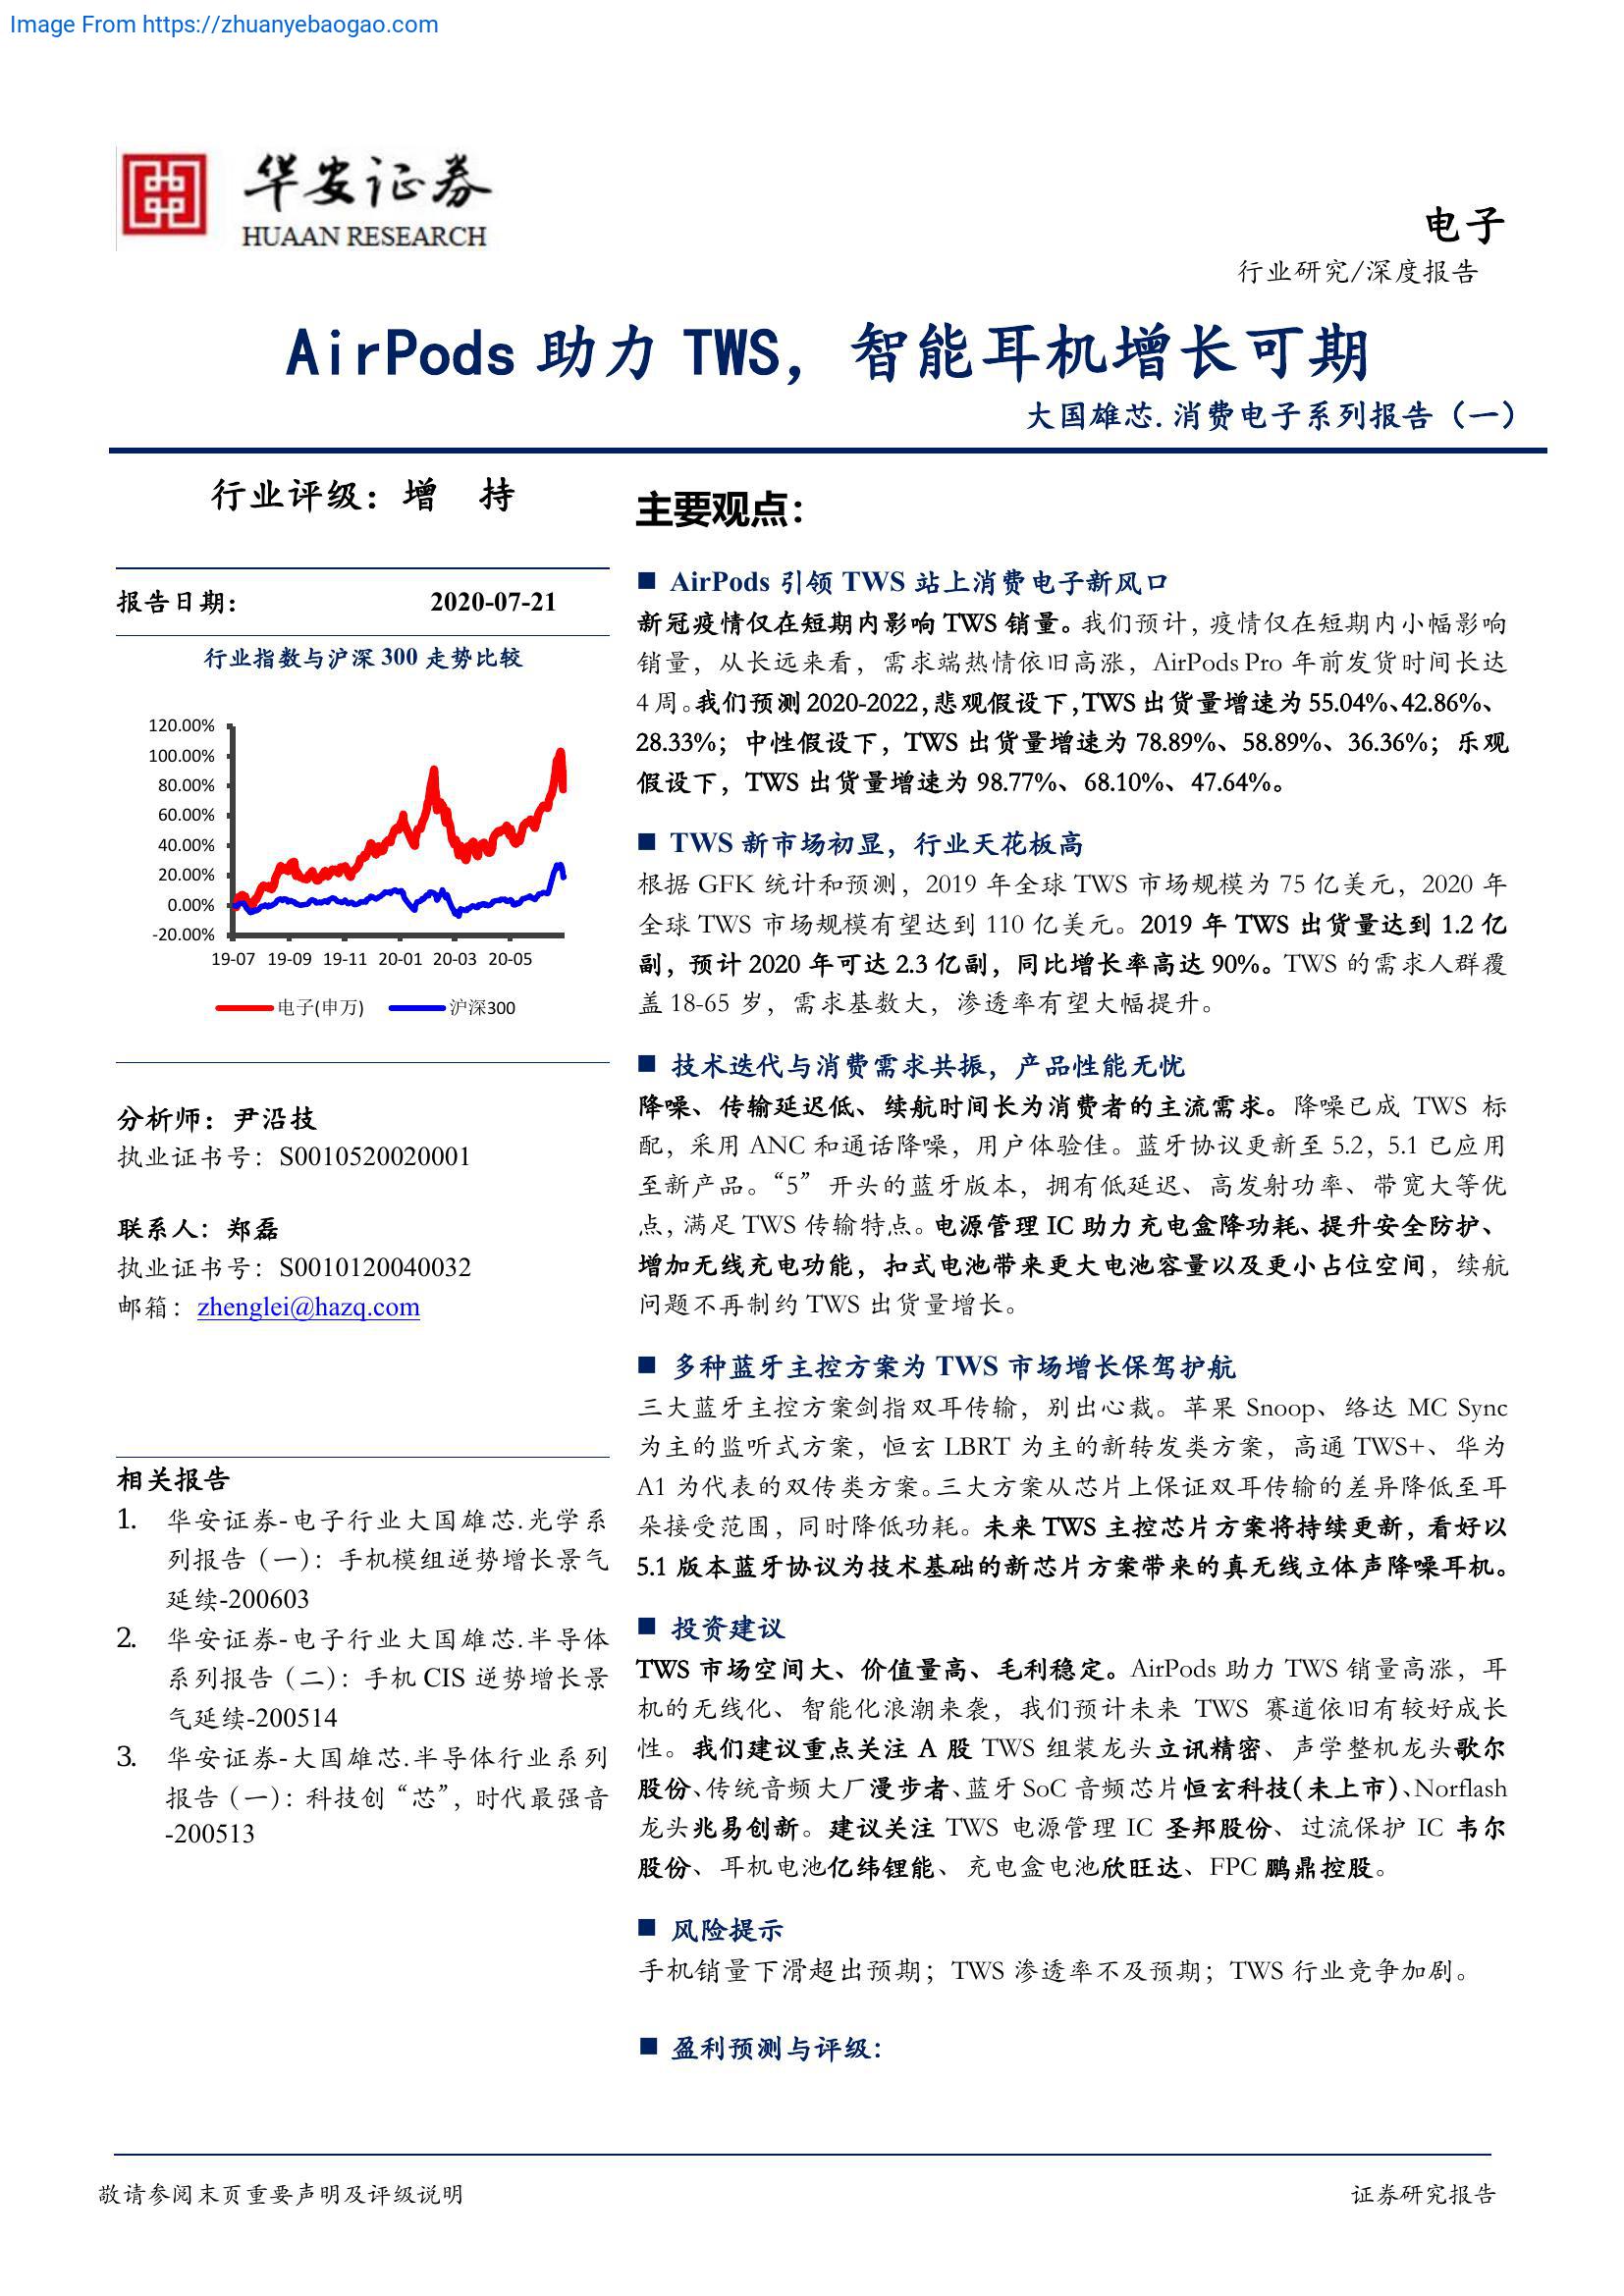 Image From https://zhuanyebaogao.com
华安证券
HUAAN RESEARCH
电子
行业研究/深度报告
AirPods 助力 TWS，智能耳机增长可期
大国雄芯.消费电子系列报告（一）
行业评级：增 持
报告日期：
2020-07-21
行业指数与沪深 300 走势比较
120.00%
100.00%
80.00%
60.00%
40.00%
20.00%
0.00%
-20.00%
19-07 19-09 19-11 20-01 20-03 20-05
电子(申万) 沪深300
分析师：尹沿技
执业证书号：S0010520020001
联系人：郑磊
执业证书号：S0010120040032
邮箱：zhenglei@hazq.com
相关报告
1. 华安证券-电子行业大国雄芯.光学系
列报告（一）：手机模组逆势增长景气
延续-200603
2. 华安证券-电子行业大国雄芯.半导体
系列报告（二）：手机 CIS 逆势增长景
气延续-200514
3. 华安证券-大国雄芯.半导体行业系列
报告（一）：科技创“芯”，时代最强音
-200513
主要观点：
■ AirPods 引领 TWS 站上消费电子新风口
新冠疫情仅在短期内影响 TWS 销量。我们预计，疫情仅在短期内小幅影响
销量，从长远来看，需求端热情依旧高涨，AirPods Pro 年前发货时间长达
4 周。我们预测 2020-2022，悲观假设下，TWS 出货量增速为 55.04%、42.86%、
28.33%；中性假设下，TWS 出货量增速为 78.89%、58.89%、36.36%；乐观
假设下，TWS 出货量增速为 98.77%、68.10%、47.64%。
■ TWS 新市场初显，行业天花板高
根据 GFK 统计和预测，2019 年全球 TWS 市场规模为 75 亿美元，2020 年
全球 TWS 市场规模有望达到 110 亿美元。2019 年 TWS 出货量达到 1.2 亿
副，预计 2020 年可达 2.3 亿副，同比增长率高达 90%。TWS 的需求人群覆
盖 18-65 岁，需求基数大，渗透率有望大幅提升。
■ 技术迭代与消费需求共振，产品性能无忧
降噪、传输延迟低、续航时间长为消费者的主流需求。降噪已成 TWS 标
配，采用 ANC 和通话降噪，用户体验佳。蓝牙协议更新至 5.2，5.1 已应用
至新产品。“5”开头的蓝牙版本，拥有低延迟、高发射功率、带宽大等优
点，满足 TWS 传输特点。电源管理 IC 助力充电盒降功耗、提升安全防护、
增加无线充电功能，扣式电池带来更大电池容量以及更小占位空间，续航
问题不再制约 TWS 出货量增长。
■ 多种蓝牙主控方案为 TWS 市场增长保驾护航
三大蓝牙主控方案剑指双耳传输，别出心裁。苹果 Snoop、络达 MC Sync
为主的监听式方案，恒玄 LBRT 为主的新转发类方案，高通 TWS+、华为
A1 为代表的双传类方案。三大方案从芯片上保证双耳传输的差异降低至耳
朵接受范围，同时降低功耗。未来 TWS 主控芯片方案将持续更新，看好以
5.1 版本蓝牙协议为技术基础的新芯片方案带来的真无线立体声降噪耳机。
■ 投资建议
TWS 市场空间大、价值量高、毛利稳定。AirPods 助力 TWS 销量高涨，耳
机的无线化、智能化浪潮来袭，我们预计未来 TWS 赛道依旧有较好成长
性。我们建议重点关注 A 股 TWS 组装龙头立讯精密、声学整机龙头歌尔
股份、传统音频大厂漫步者、蓝牙 SoC 音频芯片恒玄科技（未上市）、Norflash
龙头兆易创新。建议关注 TWS 电源管理 IC 圣邦股份、过流保护 IC 韦尔
股份、耳机电池亿纬锂能、充电盒电池欣旺达、FPC 鹏鼎控股。
■ 风险提示
手机销量下滑超出预期；TWS 渗透率不及预期；TWS 行业竞争加剧。
■ 盈利预测与评级：
敬请参阅末页重要声明及评级说明
证券研究报告